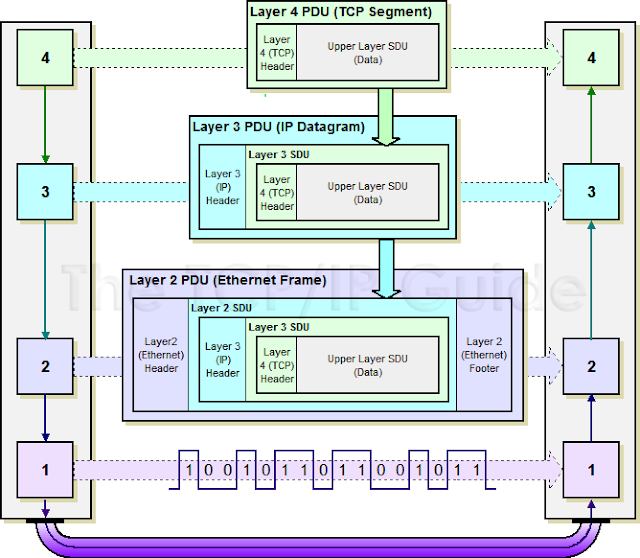 Layer 4 PDU (TCP Segment)
4
Layer
4 (TCP)
Header
Upper Layer SDU
(Data)
4
Layer 3 PDU (IP Datagram)
3
Layer 3
(IP)
Header
Layer 3 SDU
Layer
4 (TCP)
Header
Upper Layer SDU
(Data)
3
The TCP/IP Guide
Layer 2 PDU (Ethernet Frame)
2
Layer2
(Ethernet)
Header
Layer 2 SDU
Layer 3
(IP)
Header
Layer 3 SDU
Layer
4 (TCP)
Header
Upper Layer SDU
(Data)
Layer 2
(Ethernet)
Footer
2
1
1 0 0 1 0 1 1 0 1 1 0 0 1 0 1 1
1